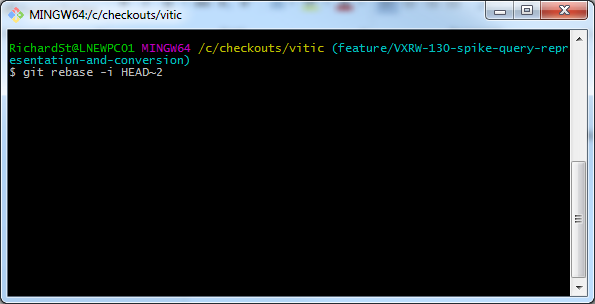 MINGW64:/c/checkouts/vitic
RichardSt@LNEWPC01 MINGW64 /c/checkouts/vitic (feature/VXRW-130-spike-query-repr
esentation-and-conversion)
$ git rebase -i HEAD~2